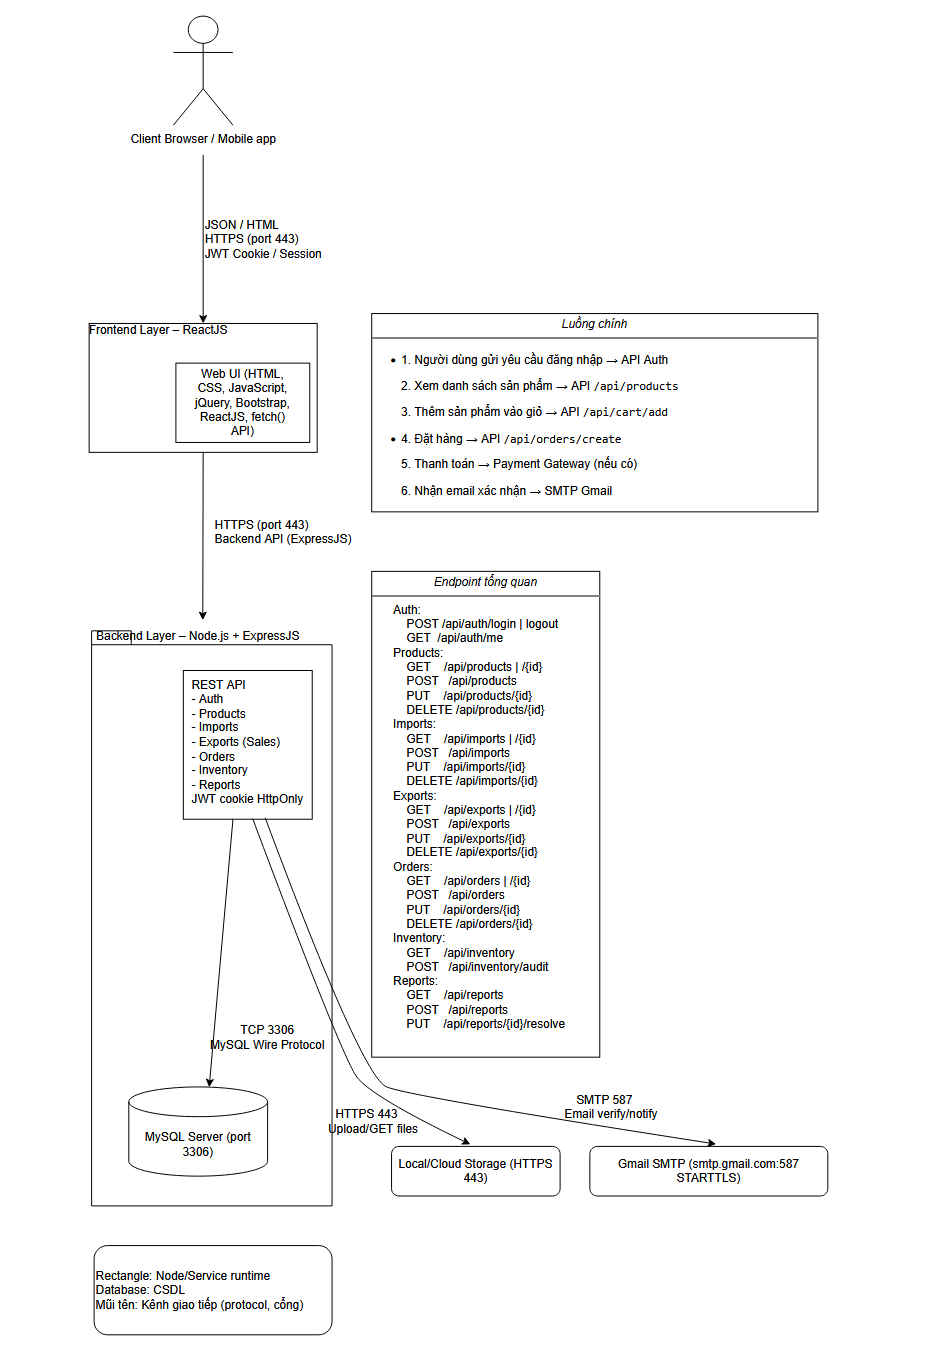 Client Browser / Mobile app
JSON / HTML
HTTPS (port 443)
JWT Cookie / Session
Frontend Layer – ReactJS
Web UI (HTML,
CSS, JavaScript,
jQuery, Bootstrap,
ReactJS, fetch()
API)
Luồng chính
• 1. Người dùng gửi yêu cầu đăng nhập → API Auth
2. Xem danh sách sản phẩm → API /api/products
3. Thêm sản phẩm vào giỏ → API /api/cart/add
• 4. Đặt hàng → API /api/orders/create
5. Thanh toán → Payment Gateway (nếu có)
6. Nhận email xác nhận → SMTP Gmail
HTTPS (port 443)
Backend API (ExpressJS)
Endpoint tổng quan
Auth:
POST /api/auth/login | logout
GET /api/auth/me
Products:
GET /api/products | /{id}
POST /api/products
PUT /api/products/{id}
DELETE /api/products/{id}
Imports:
GET /api/imports | /{id}
POST /api/imports
PUT /api/imports/{id}
DELETE /api/imports/{id}
Exports:
GET /api/exports | /{id}
POST /api/exports
PUT /api/exports/{id}
DELETE /api/exports/{id}
Orders:
GET /api/orders | /{id}
POST /api/orders
PUT /api/orders/{id}
DELETE /api/orders/{id}
Inventory:
GET /api/inventory
POST /api/inventory/audit
Reports:
GET /api/reports
POST /api/reports
PUT /api/reports/{id}/resolve
Backend Layer – Node.js + ExpressJS
REST API
- Auth
- Products
- Imports
- Exports (Sales)
- Orders
- Inventory
- Reports
JWT cookie HttpOnly
TCP 3306
MySQL Wire Protocol
MySQL Server (port
3306)
HTTPS 443
Upload/GET files
SMTP 587
Email verify/notify
Local/Cloud Storage (HTTPS
443)
Gmail SMTP (smtp.gmail.com:587
STARTTLS)
Rectangle: Node/Service runtime
Database: CSDL
Mũi tên: Kênh giao tiếp (protocol, cổng)